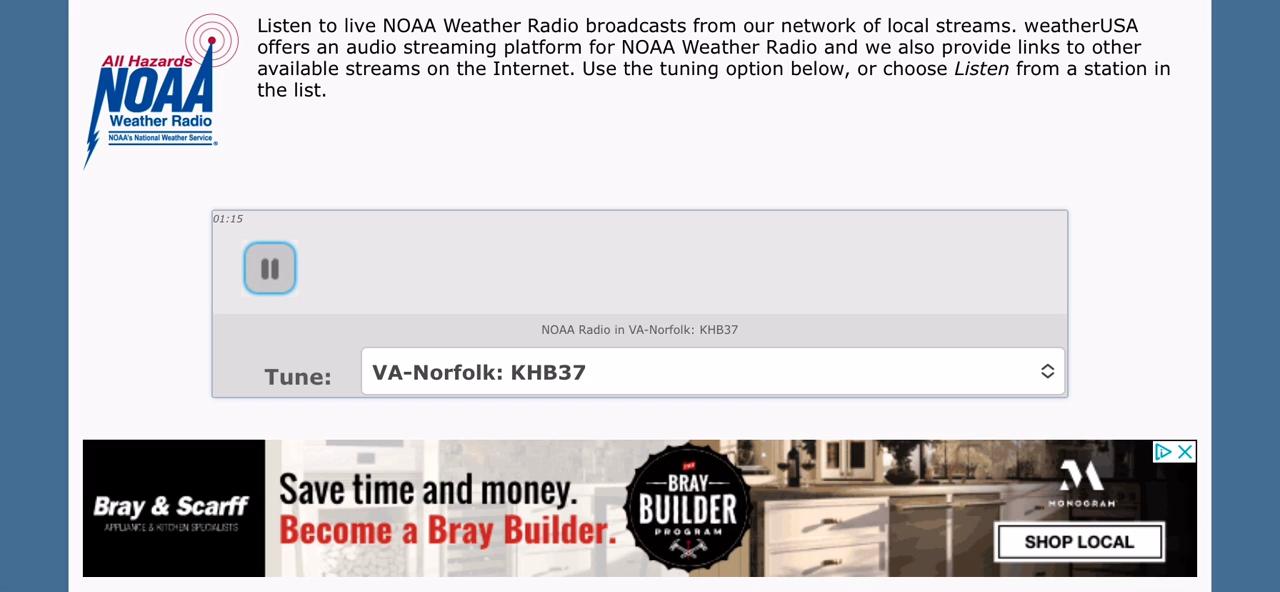 Listen to live NOAA Weather Radio broadcasts from our network of local streams. weatherUSA
offers an audio streaming platform for NOAA Weather Radio and we also provide links to other
available streams on the Internet. Use the tuning option below, or choose Listen from a station in
the list.
All Hazards
NOAA
Weather Radio
NOAA's National Weather Service
01:15
NOAA Radio in VA-Norfolk: KHB37
Tune:
VA-Norfolk: KHB37
Bray & Scarff
APPLIANCE & KITCHEN SPECIALISTS
Save time and money.
Become a Bray Builder.
THE
BRAY
BUILDER
PROGRAM
MONOGRAM
SHOP LOCAL